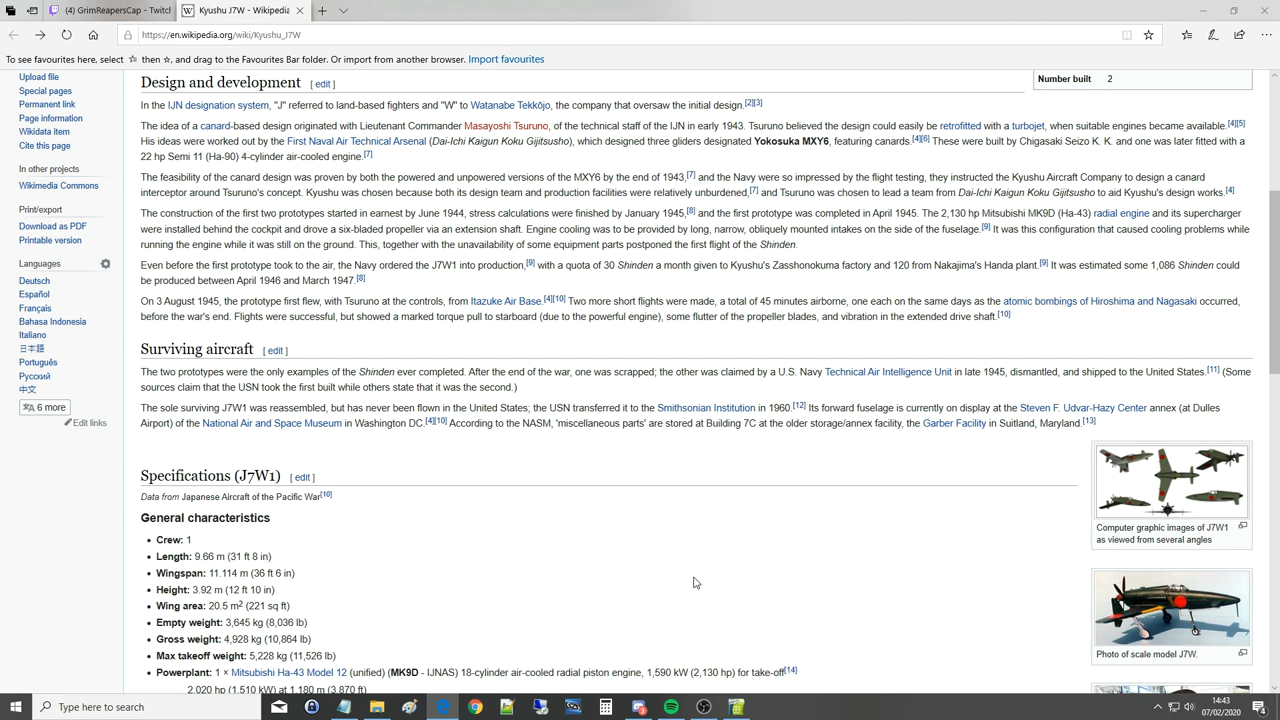 (4) GrimReapersCap - Twitcl
Kyushu J7W - Wikipedia
https://en.wikipedia.org/wiki/Kyushu_J7W
To see favourites here, select ☆ then ☆, and drag to the Favourites Bar folder. Or import from another browser. Import favourites
Upload file
Special pages
Permanent link
Page information
Wikidata item
Cite this page
In other projects
Wikimedia Commons
Print/export
Download as PDF
Printable version
Languages
Deutsch
Español
Français
Bahasa Indonesia
Italiano
日本語
Português
Русский
中文
6 more
Edit links
Number built 2
Design and development [ edit ]
In the IJN designation system, "J" referred to land-based fighters and "W" to Watanabe Tekkōjo, the company that oversaw the initial design.[2][3]
The idea of a canard-based design originated with Lieutenant Commander Masayoshi Tsuruno, of the technical staff of the IJN in early 1943. Tsuruno believed the design could easily be retrofitted with a turbojet, when suitable engines became available.[4][5]
His ideas were worked out by the First Naval Air Technical Arsenal (Dai-Ichi Kaigun Koku Gijitsusho), which designed three gliders designated Yokosuka MXY6, featuring canards.[4][6] These were built by Chigasaki Seizo K. K. and one was later fitted with a
22 hp Semi 11 (Ha-90) 4-cylinder air-cooled engine.[7]
The feasibility of the canard design was proven by both the powered and unpowered versions of the MXY6 by the end of 1943,[7] and the Navy were so impressed by the flight testing, they instructed the Kyushu Aircraft Company to design a canard
interceptor around Tsuruno's concept. Kyushu was chosen because both its design team and production facilities were relatively unburdened,[7] and Tsuruno was chosen to lead a team from Dai-Ichi Kaigun Koku Gijitsusho to aid Kyushu's design works.[4]
The construction of the first two prototypes started in earnest by June 1944, stress calculations were finished by January 1945,[8] and the first prototype was completed in April 1945. The 2,130 hp Mitsubishi MK9D (Ha-43) radial engine and its supercharger
were installed behind the cockpit and drove a six-bladed propeller via an extension shaft. Engine cooling was to be provided by long, narrow, obliquely mounted intakes on the side of the fuselage.[9] It was this configuration that caused cooling problems while
running the engine while it was still on the ground. This, together with the unavailability of some equipment parts postponed the first flight of the Shinden.
Even before the first prototype took to the air, the Navy ordered the J7W1 into production,[9] with a quota of 30 Shinden a month given to Kyushu's Zasshonokuma factory and 120 from Nakajima's Handa plant.[9] It was estimated some 1,086 Shinden could
be produced between April 1946 and March 1947.[8]
On 3 August 1945, the prototype first flew, with Tsuruno at the controls, from Itazuke Air Base.[4][10] Two more short flights were made, a total of 45 minutes airborne, one each on the same days as the atomic bombings of Hiroshima and Nagasaki occurred,
before the war's end. Flights were successful, but showed a marked torque pull to starboard (due to the powerful engine), some flutter of the propeller blades, and vibration in the extended drive shaft.[10]
Surviving aircraft [ edit ]
The two prototypes were the only examples of the Shinden ever completed. After the end of the war, one was scrapped; the other was claimed by a U.S. Navy Technical Air Intelligence Unit in late 1945, dismantled, and shipped to the United States.[11] (Some
sources claim that the USN took the first built while others state that it was the second.)
The sole surviving J7W1 was reassembled, but has never been flown in the United States; the USN transferred it to the Smithsonian Institution in 1960.[12] Its forward fuselage is currently on display at the Steven F. Udvar-Hazy Center annex (at Dulles
Airport) of the National Air and Space Museum in Washington DC.[4][10] According to the NASM, 'miscellaneous parts' are stored at Building 7C at the older storage/annex facility, the Garber Facility in Suitland, Maryland.[13]
Specifications (J7W1) [ edit ]
Data from Japanese Aircraft of the Pacific War[10]
General characteristics
• Crew: 1
• Length: 9.66 m (31 ft 8 in)
• Wingspan: 11.114 m (36 ft 6 in)
• Height: 3.92 m (12 ft 10 in)
• Wing area: 20.5 m2 (221 sq ft)
• Empty weight: 3,645 kg (8,036 lb)
• Gross weight: 4,928 kg (10,864 lb)
• Max takeoff weight: 5,228 kg (11,526 lb)
• Powerplant: 1 × Mitsubishi Ha-43 Model 12 (unified) (MK9D - IJNAS) 18-cylinder air-cooled radial piston engine, 1,590 kW (2,130 hp) for take-off[14]
2,020 hp (1,510 kW) at 1,180 m (3,870 ft)
Computer graphic images of J7W1
as viewed from several angles
Photo of scale model J7W.
Type here to search
14:43
07/02/2020